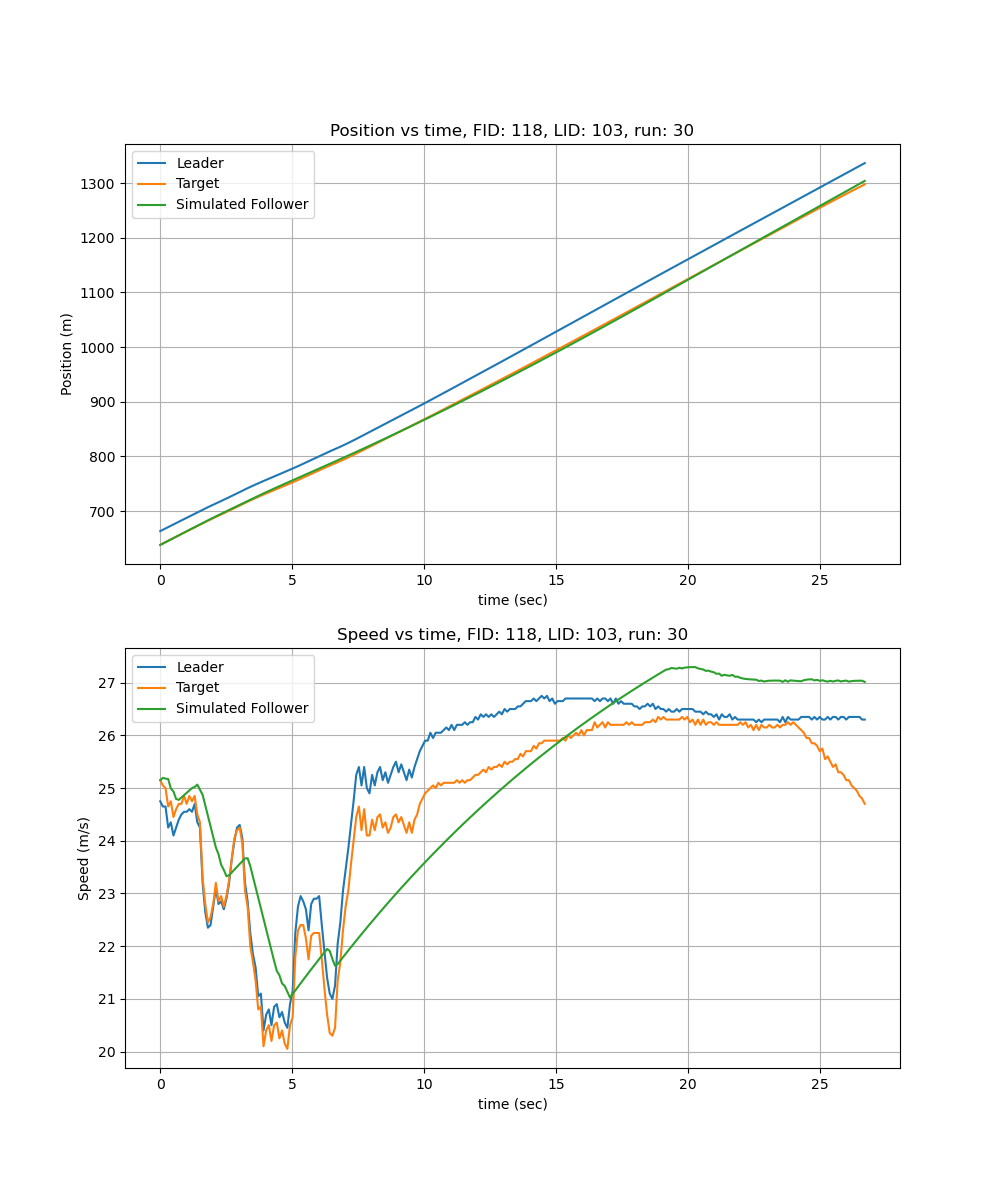 Position vs time, FID: 118, LID: 103, run: 30
Leader
Target
Simulated Follower
1300
1200
1100
1000
900
800
700
Position (m)
0 5 10 15 20 25
time (sec)
Speed vs time, FID: 118, LID: 103, run: 30
Leader
Target
Simulated Follower
27
26
25
24
23
22
21
20
Speed (m/s)
0 5 10 15 20 25
time (sec)